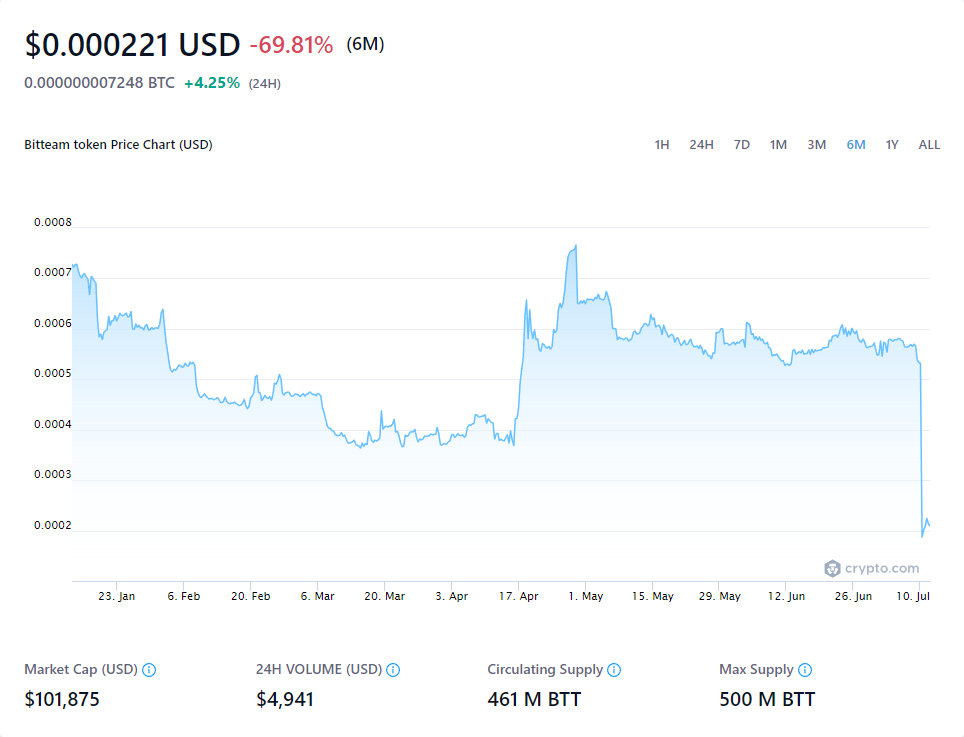 $0.000221 USD -69.81% (6M)
0.000000007248 BTC +4.25% (24H)
Bitteam token Price Chart (USD) 1H 24H 7D 1M 3M 6M 1Y ALL
0.0008
0.0007
0.0006
0.0005
0.0004
0.0003
0.0002
crypto.com
23. Jan 6. Feb 20. Feb 6. Mar 20. Mar 3. Apr 17. Apr 1. May 15. May 29. May 12. Jun 26. Jun 10. Jul
Market Cap (USD) 24H VOLUME (USD) Circulating Supply Max Supply
$101,875 $4,941 461 M BTT 500 M BTT